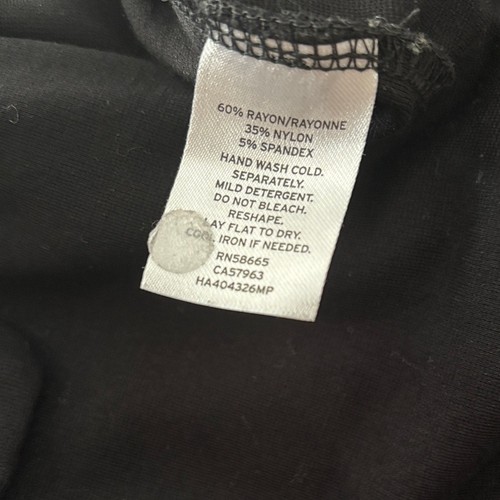 60% RAYON/RAYONNE
35% NYLON
5% SPANDEX
HAND WASH COLD.
SEPARATELY.
MILD DETERGENT.
DO NOT BLEACH.
RESHAPE.
LAY FLAT TO DRY.
COOL IRON IF NEEDED.
RN58665
CA57963
HA404326MP